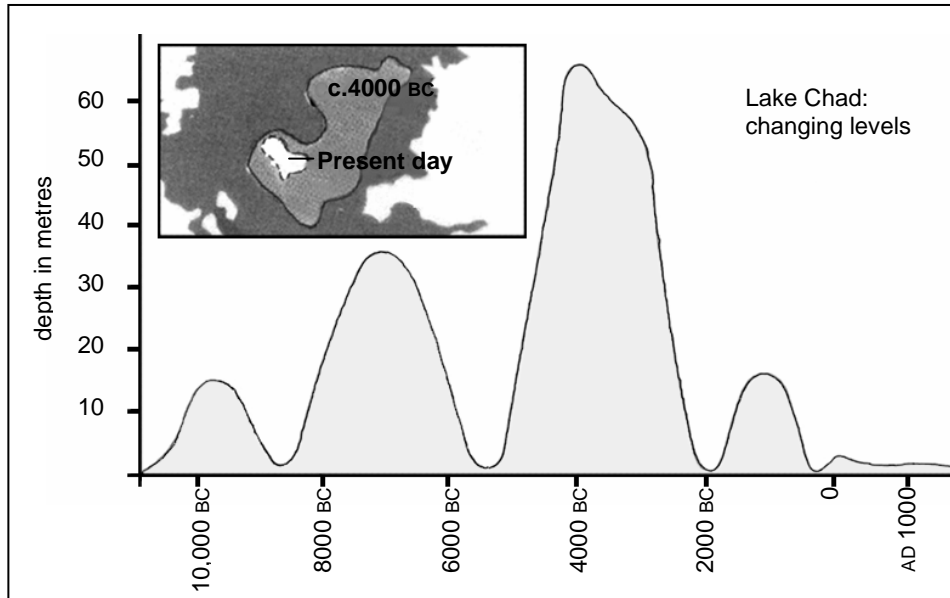 c.4000 BC
Present day
Lake Chad:
changing levels
depth in metres
60
50
40
30
20
10
10,000 BC
8000 BC
6000 BC
4000 BC
2000 BC
0
AD 1000